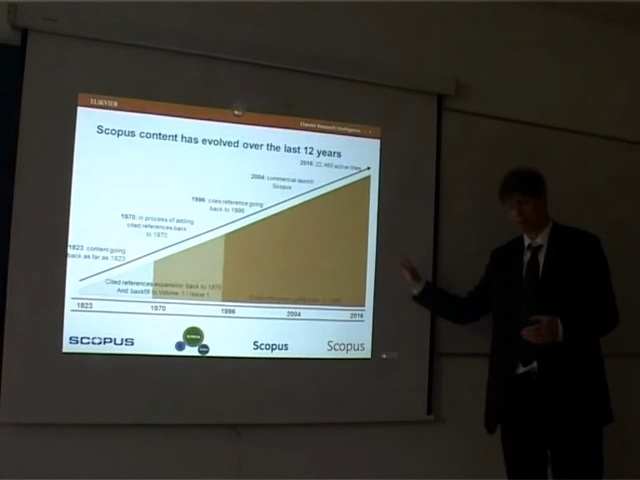 ELSEVIER
Elsevier Research Intelligence
Scopus content has evolved over the last 12 years
2016: 22,460 active titles
2004: commercial launch
Scopus
1996: cited reference going
back to 1996
1970: in process of adding
cited references back
to 1970
1823: content going
back as far as 1823
Cited references expansion: back to 1970
And backfill to Volume 1 / Issue 1
1823 1970 1996 2004 2016
SCOPUS
Scopus
Scopus